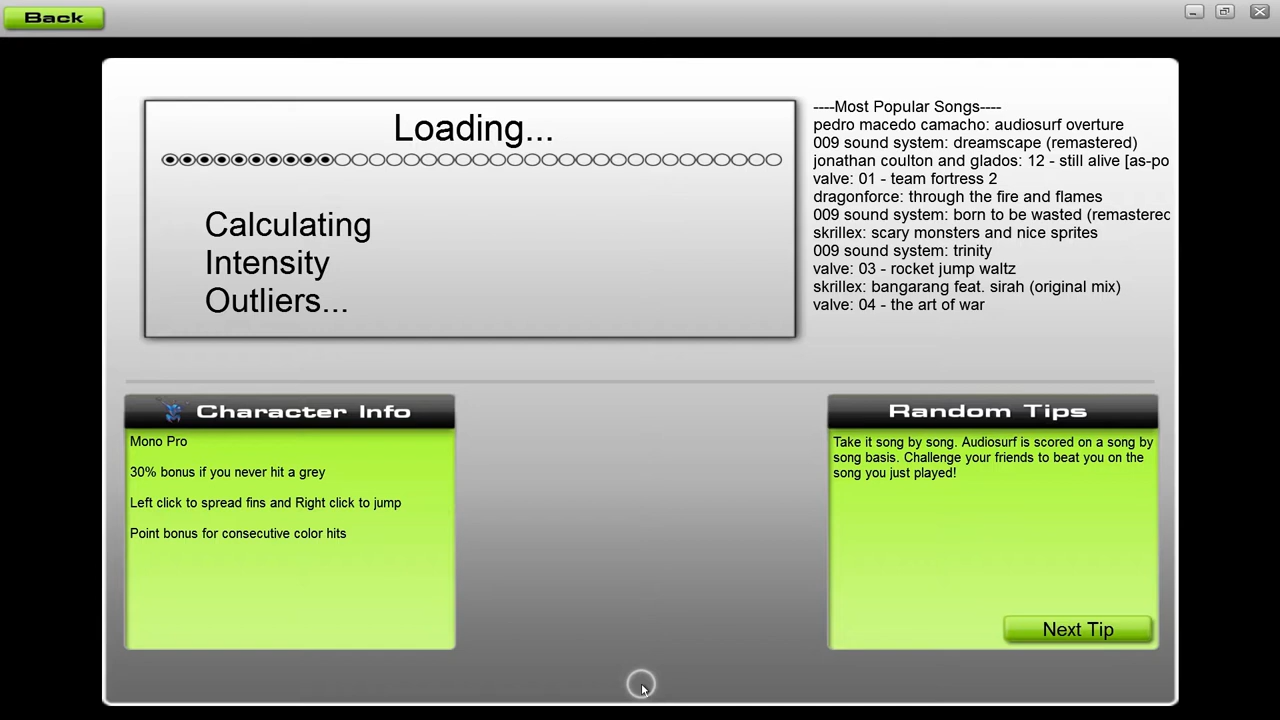 Back
Loading...
Calculating
Intensity
Outliers...
----Most Popular Songs----
pedro macedo camacho: audiosurf overture
009 sound system: dreamscape (remastered)
jonathan coulton and glados: 12 - still alive [as-po
valve: 01 - team fortress 2
dragonforce: through the fire and flames
009 sound system: born to be wasted (remastered
skrillex: scary monsters and nice sprites
009 sound system: trinity
valve: 03 - rocket jump waltz
skrillex: bangarang feat. sirah (original mix)
valve: 04 - the art of war
Character Info
Mono Pro
30% bonus if you never hit a grey
Left click to spread fins and Right click to jump
Point bonus for consecutive color hits
Random Tips
Take it song by song. Audiosurf is scored on a song by
song basis. Challenge your friends to beat you on the
song you just played!
Next Tip